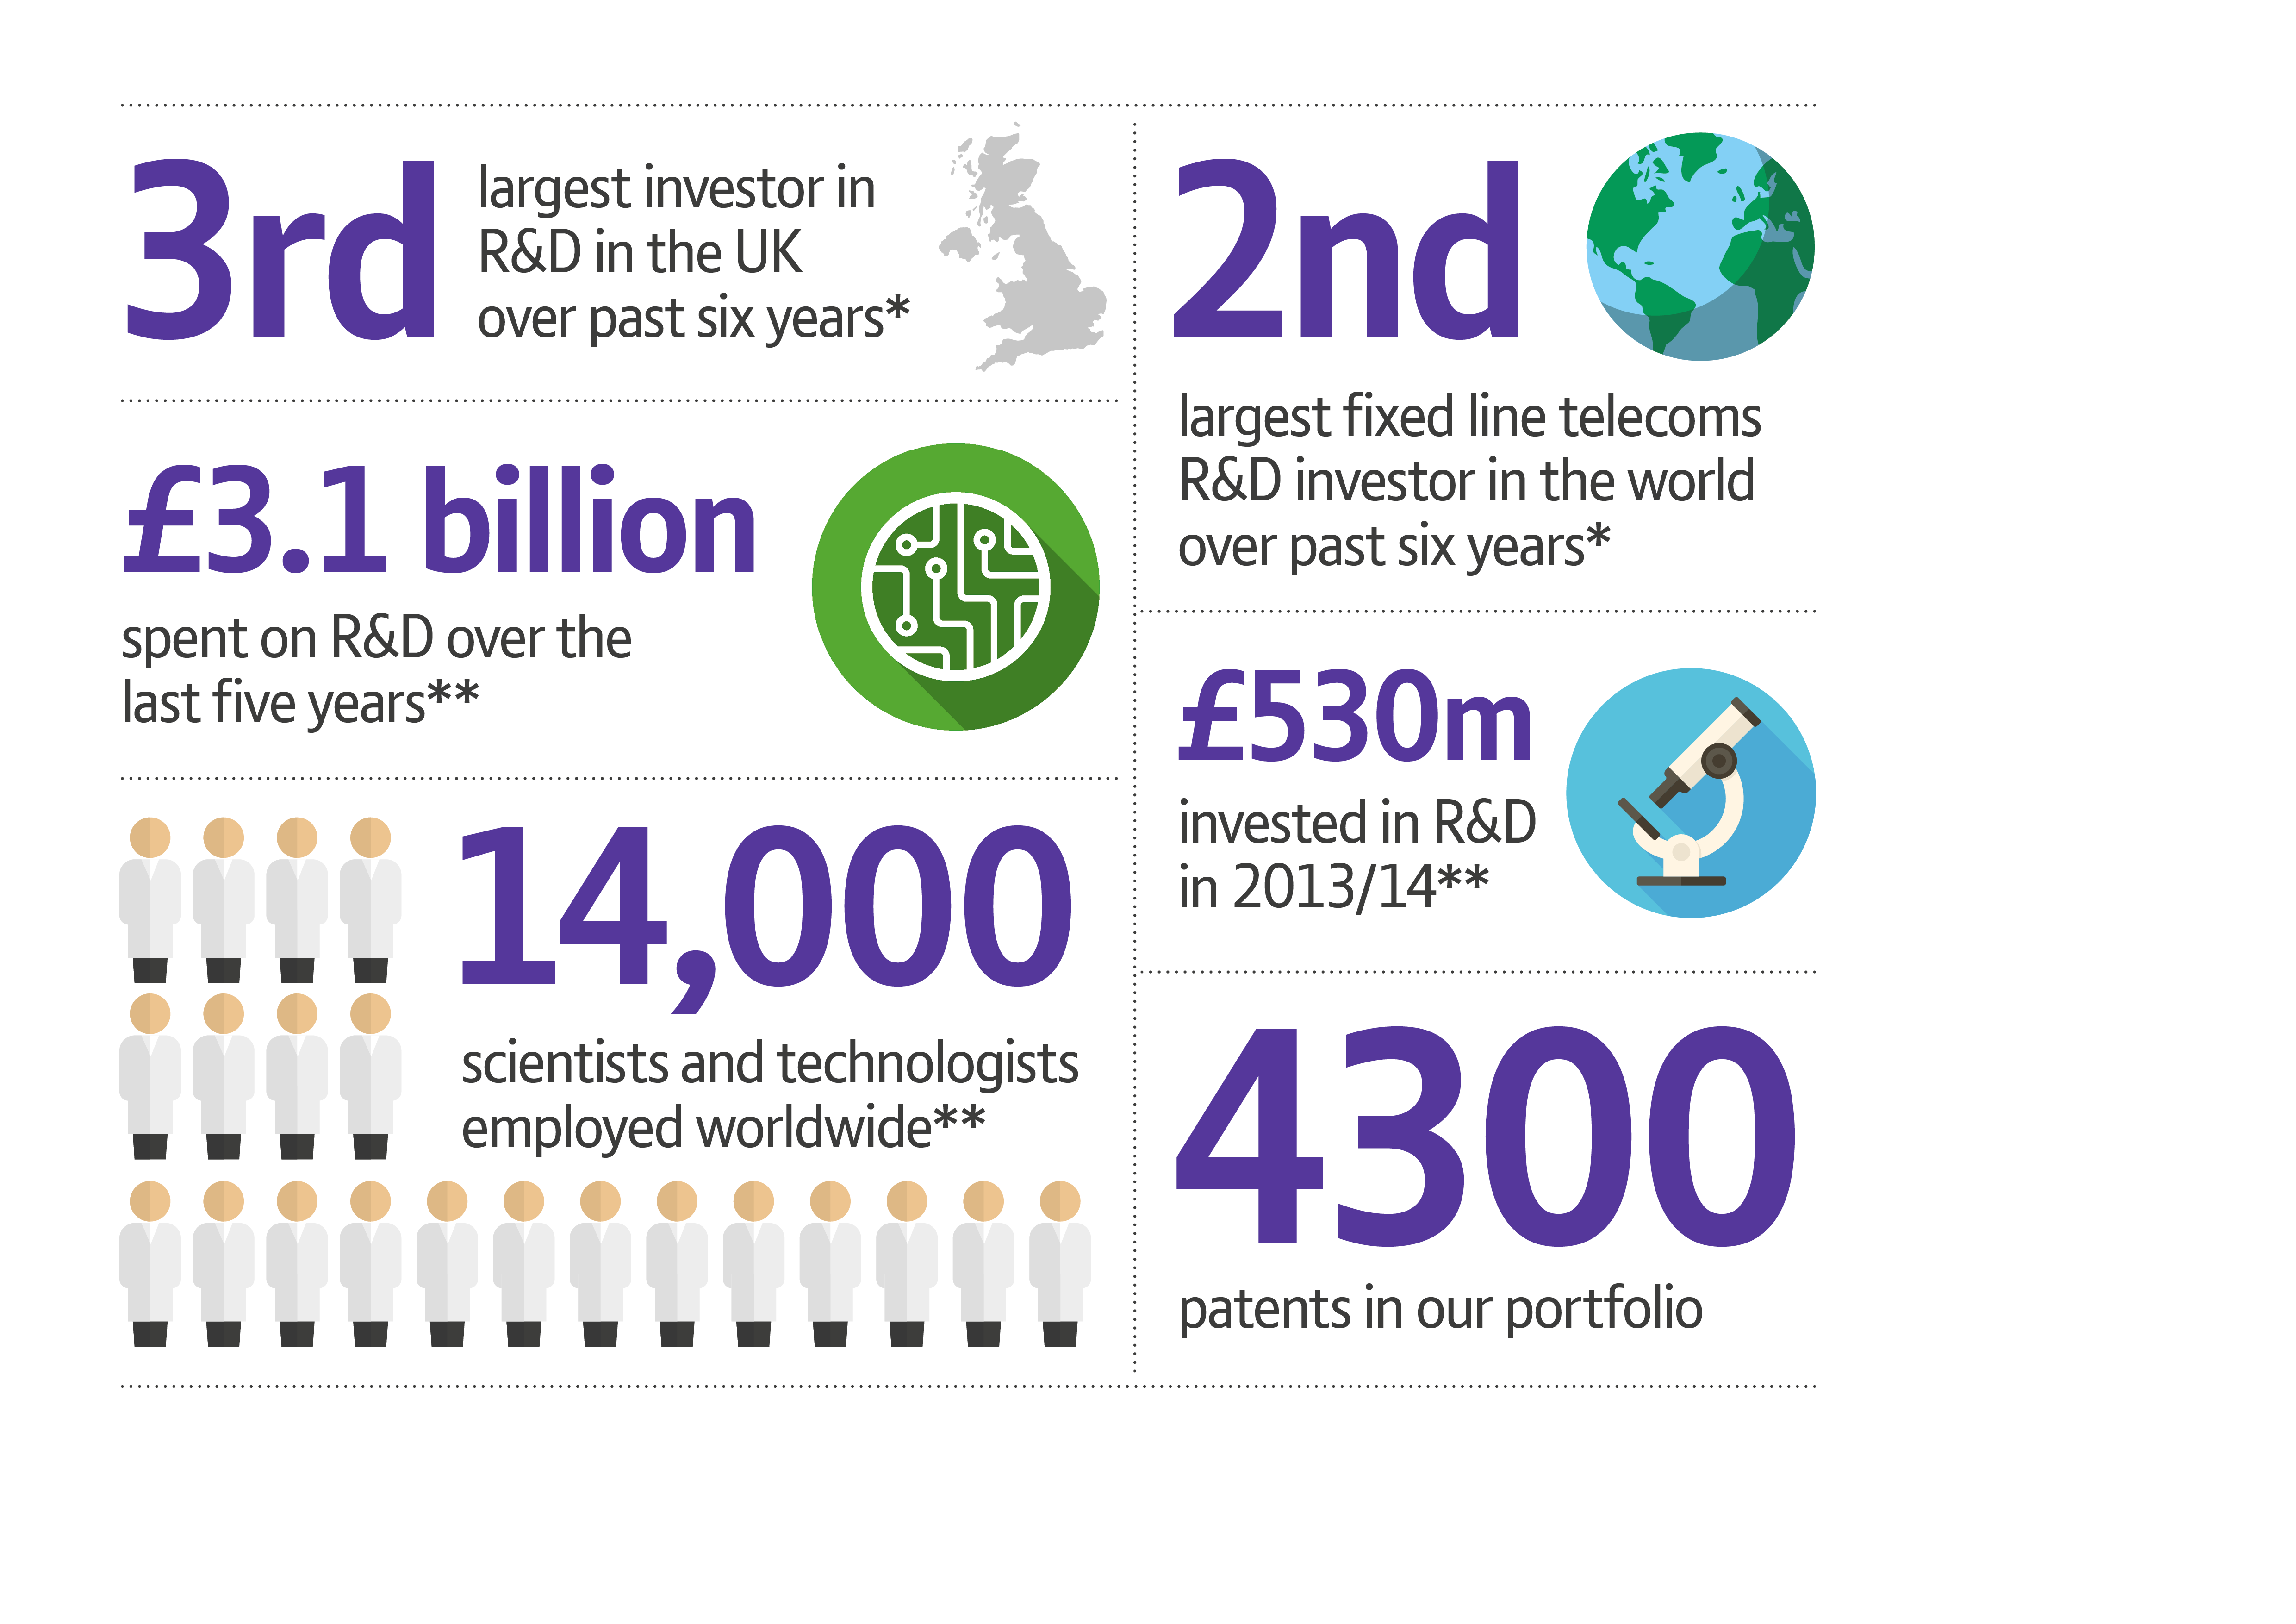 3rd
largest investor in
R&D in the UK
over past six years*
£3.1 billion
spent on R&D over the
last five years**
14,000
scientists and technologists
employed worldwide**
2nd
largest fixed line telecoms
R&D investor in the world
over past six years*
£530m
invested in R&D
in 2013/14**
4300
patents in our portfolio